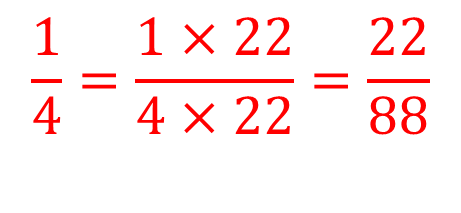 1/4 = (1 × 22)/(4 × 22) = 22/88